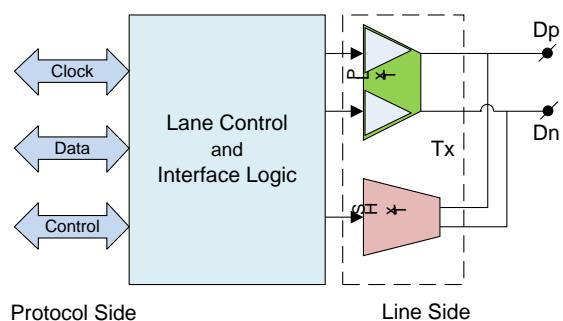 Dp
Clock
Lane Control
and
Interface Logic
Dn
Data
Tx
Control
Protocol Side
Line Side